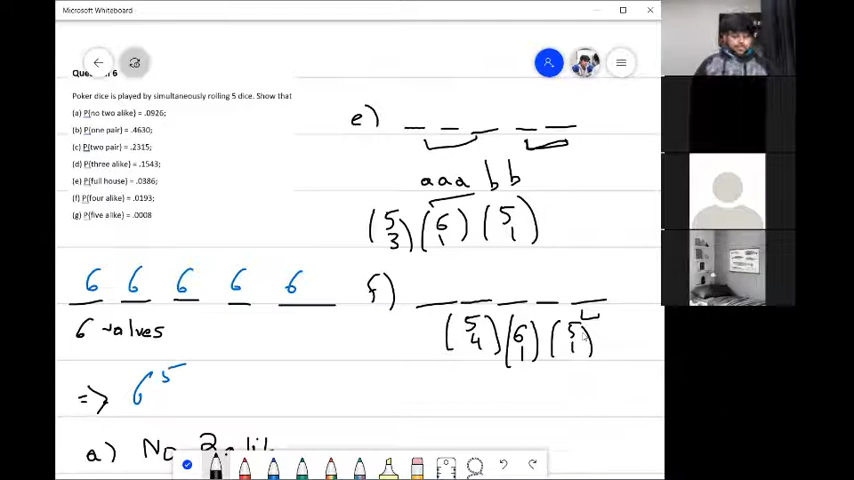 Microsoft Whiteboard
Poker dice is played by simultaneously rolling 5 dice. Show that
(a) P{no two alike} = .0926;
(b) P{one pair} = .4630;
(c) P{two pair} = .2315;
(d) P{three alike} = .1543;
(e) P{full house} = .0386;
(f) P{four alike} = .0193;
(g) P{five alike} = .0008
6 6 6 6 6
6 values
=> 6^5
a) No 2
e)
aaa bb
(5 3) (6 1) (5 1)
f)
(5 4) (6 1) (5 1)